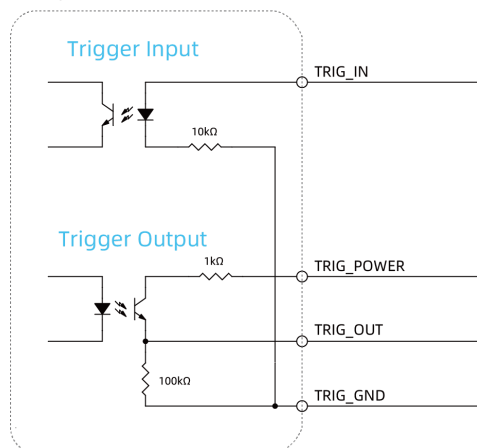 Trigger Input
TRIG_IN
10kΩ
Trigger Output
1kΩ
TRIG_POWER
TRIG_OUT
100kΩ
TRIG_GND